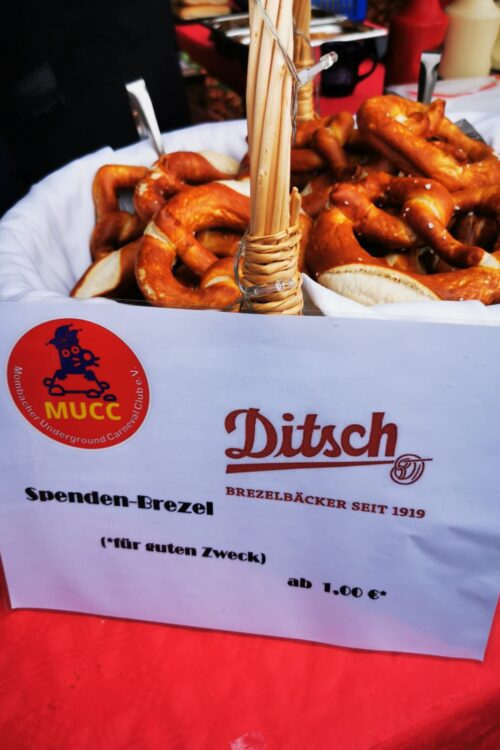 MUCC
Mombacher Underground Carneval Club e.V.
Ditsch
BREZELBÄCKER SEIT 1919
Spenden-Brezel
(*für guten Zweck)
ab 1,00 €*